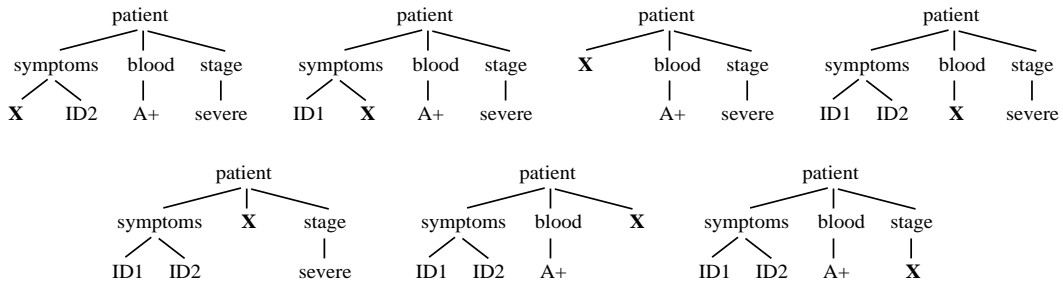 patient patient patient patient
symptoms blood stage symptoms blood stage X blood stage symptoms blood stage
X ID2 A+ severe ID1 X A+ severe A+ severe ID1 ID2 X severe
patient patient patient
symptoms X stage symptoms blood X symptoms blood stage
ID1 ID2 severe ID1 ID2 A+ ID1 ID2 A+ X